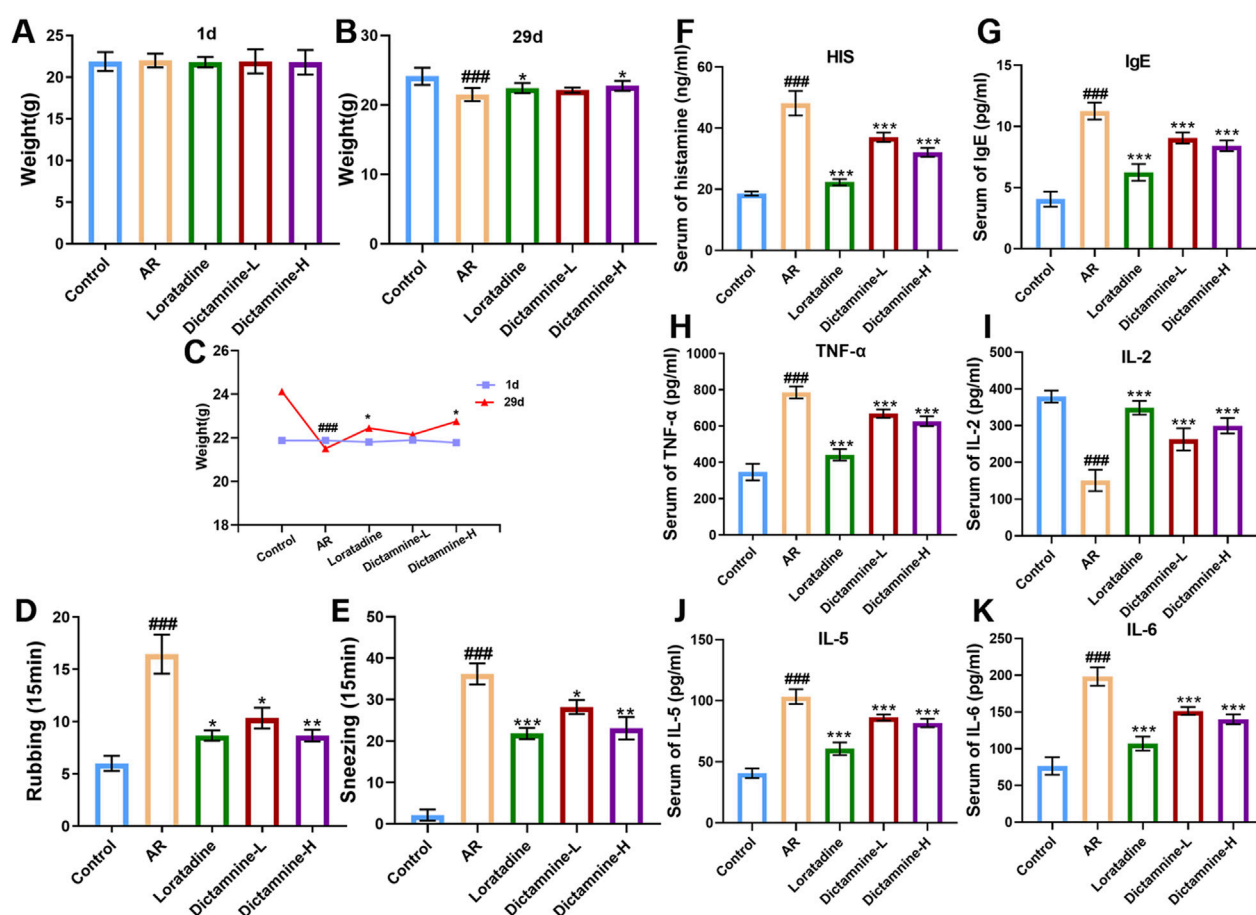 A
1d
Weight(g)
25
20
15
10
5
0
Control
AR
Loratadine
Dictamnine-L
Dictamnine-H
B
29d
Weight(g)
30
20
10
0
###
*
*
Control
AR
Loratadine
Dictamnine-L
Dictamnine-H
C
Weight(g)
26
24
22
20
18
1d
29d
###
*
*
Control
AR
Loratadine
Dictamnine-L
Dictamnine-H
D
Rubbing (15min)
20
15
10
5
0
###
*
*
**
Control
AR
Loratadine
Dictamnine-L
Dictamnine-H
E
Sneezing (15min)
50
40
30
20
10
0
###
***
*
**
Control
AR
Loratadine
Dictamnine-L
Dictamnine-H
F
HIS
Serum of histamine (ng/ml)
60
40
20
0
###
***
***
***
Control
AR
Loratadine
Dictamnine-L
Dictamnine-H
G
IgE
Serum of IgE (pg/ml)
15
10
5
0
###
***
***
***
Control
AR
Loratadine
Dictamnine-L
Dictamnine-H
H
TNF-α
Serum of TNF-α (pg/ml)
1000
800
600
400
200
0
###
***
***
***
Control
AR
Loratadine
Dictamnine-L
Dictamnine-H
I
IL-2
Serum of IL-2 (pg/ml)
500
400
300
200
100
0
###
***
***
***
Control
AR
Loratadine
Dictamnine-L
Dictamnine-H
J
IL-5
Serum of IL-5 (pg/ml)
150
100
50
0
###
***
***
***
Control
AR
Loratadine
Dictamnine-L
Dictamnine-H
K
IL-6
Serum of IL-6 (pg/ml)
250
200
150
100
50
0
###
***
***
***
Control
AR
Loratadine
Dictamnine-L
Dictamnine-H